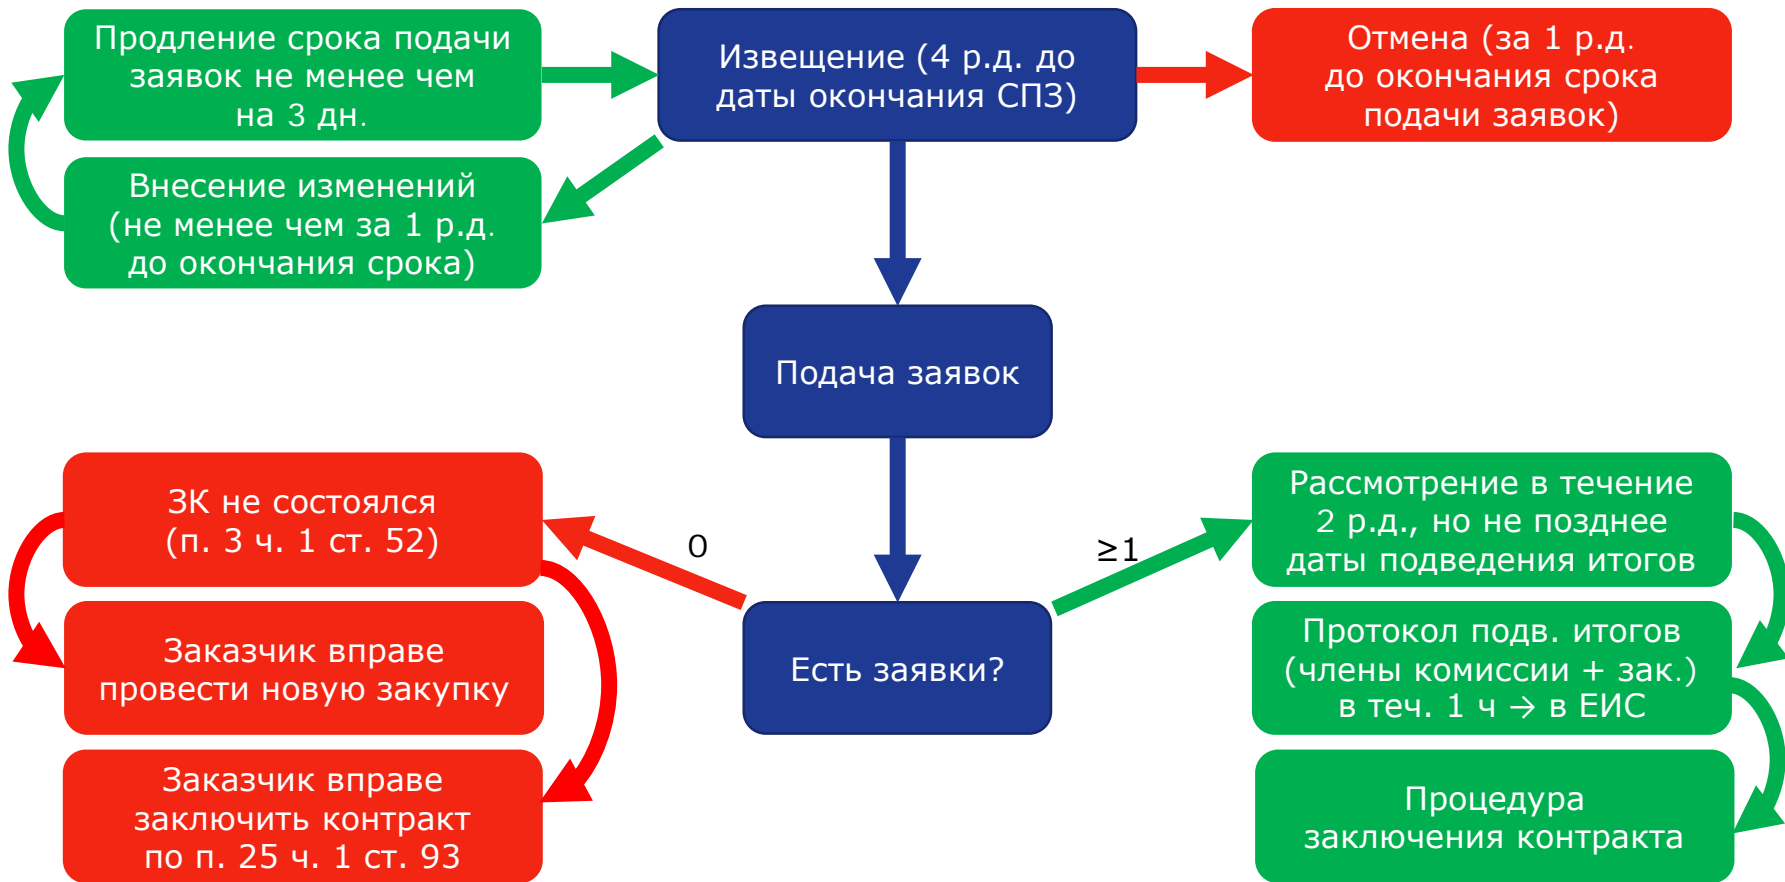 Продление срока подачи
заявок не менее чем
на 3 дн.
Извещение (4 р.д. до
даты окончания СПЗ)
Отмена (за 1 р.д.
до окончания срока
подачи заявок)
Внесение изменений
(не менее чем за 1 р.д.
до окончания срока)
Подача заявок
ЗК не состоялся
(п. 3 ч. 1 ст. 52)
0
≥1
Рассмотрение в течение
2 р.д., но не позднее
даты подведения итогов
Заказчик вправе
провести новую закупку
Есть заявки?
Протокол подв. итогов
(члены комиссии + зак.)
в теч. 1 ч → в ЕИС
Заказчик вправе
заключить контракт
по п. 25 ч. 1 ст. 93
Процедура
заключения контракта